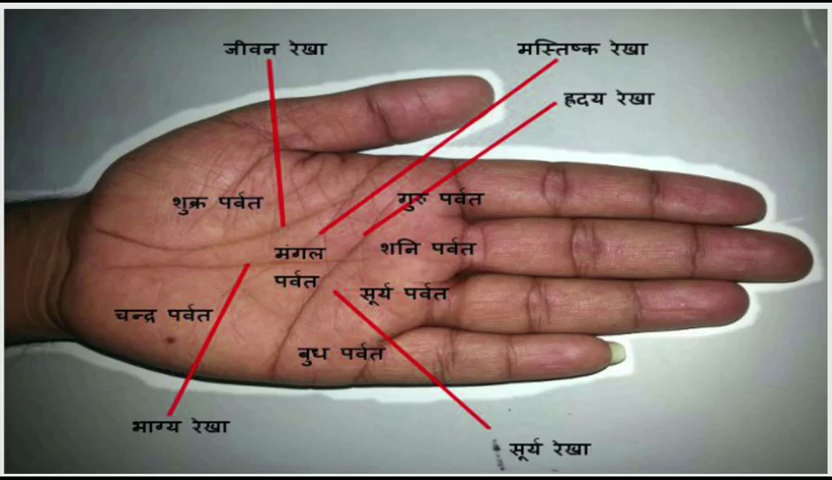 जीवन रेखा
मस्तिष्क रेखा
ह्रदय रेखा
शुक्र पर्वत
गुरु पर्वत
मंगल
पर्वत
शनि पर्वत
सूर्य पर्वत
चन्द्र पर्वत
बुध पर्वत
भाग्य रेखा
सूर्य रेखा